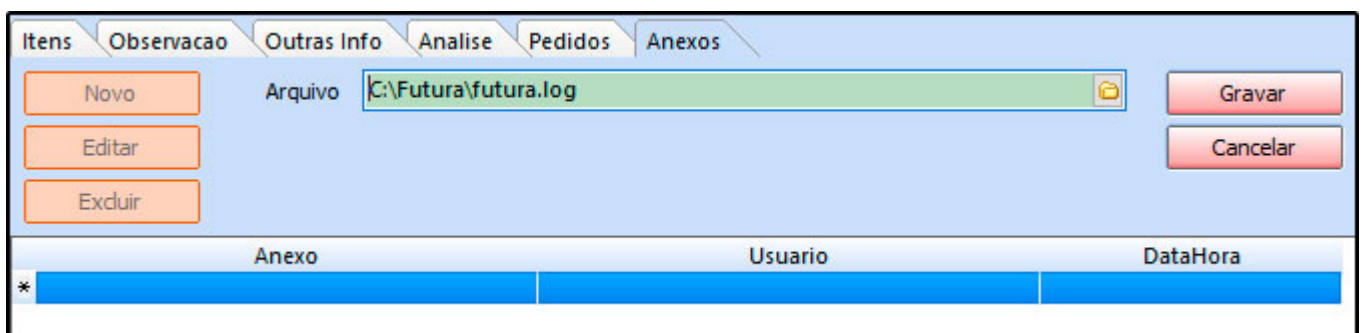 Itens Observacao Outras Info Analise Pedidos Anexos
Novo Arquivo C:\Futura\futura.log Gravar
Editar Cancelar
Excluir
Anexo Usuario DataHora
*